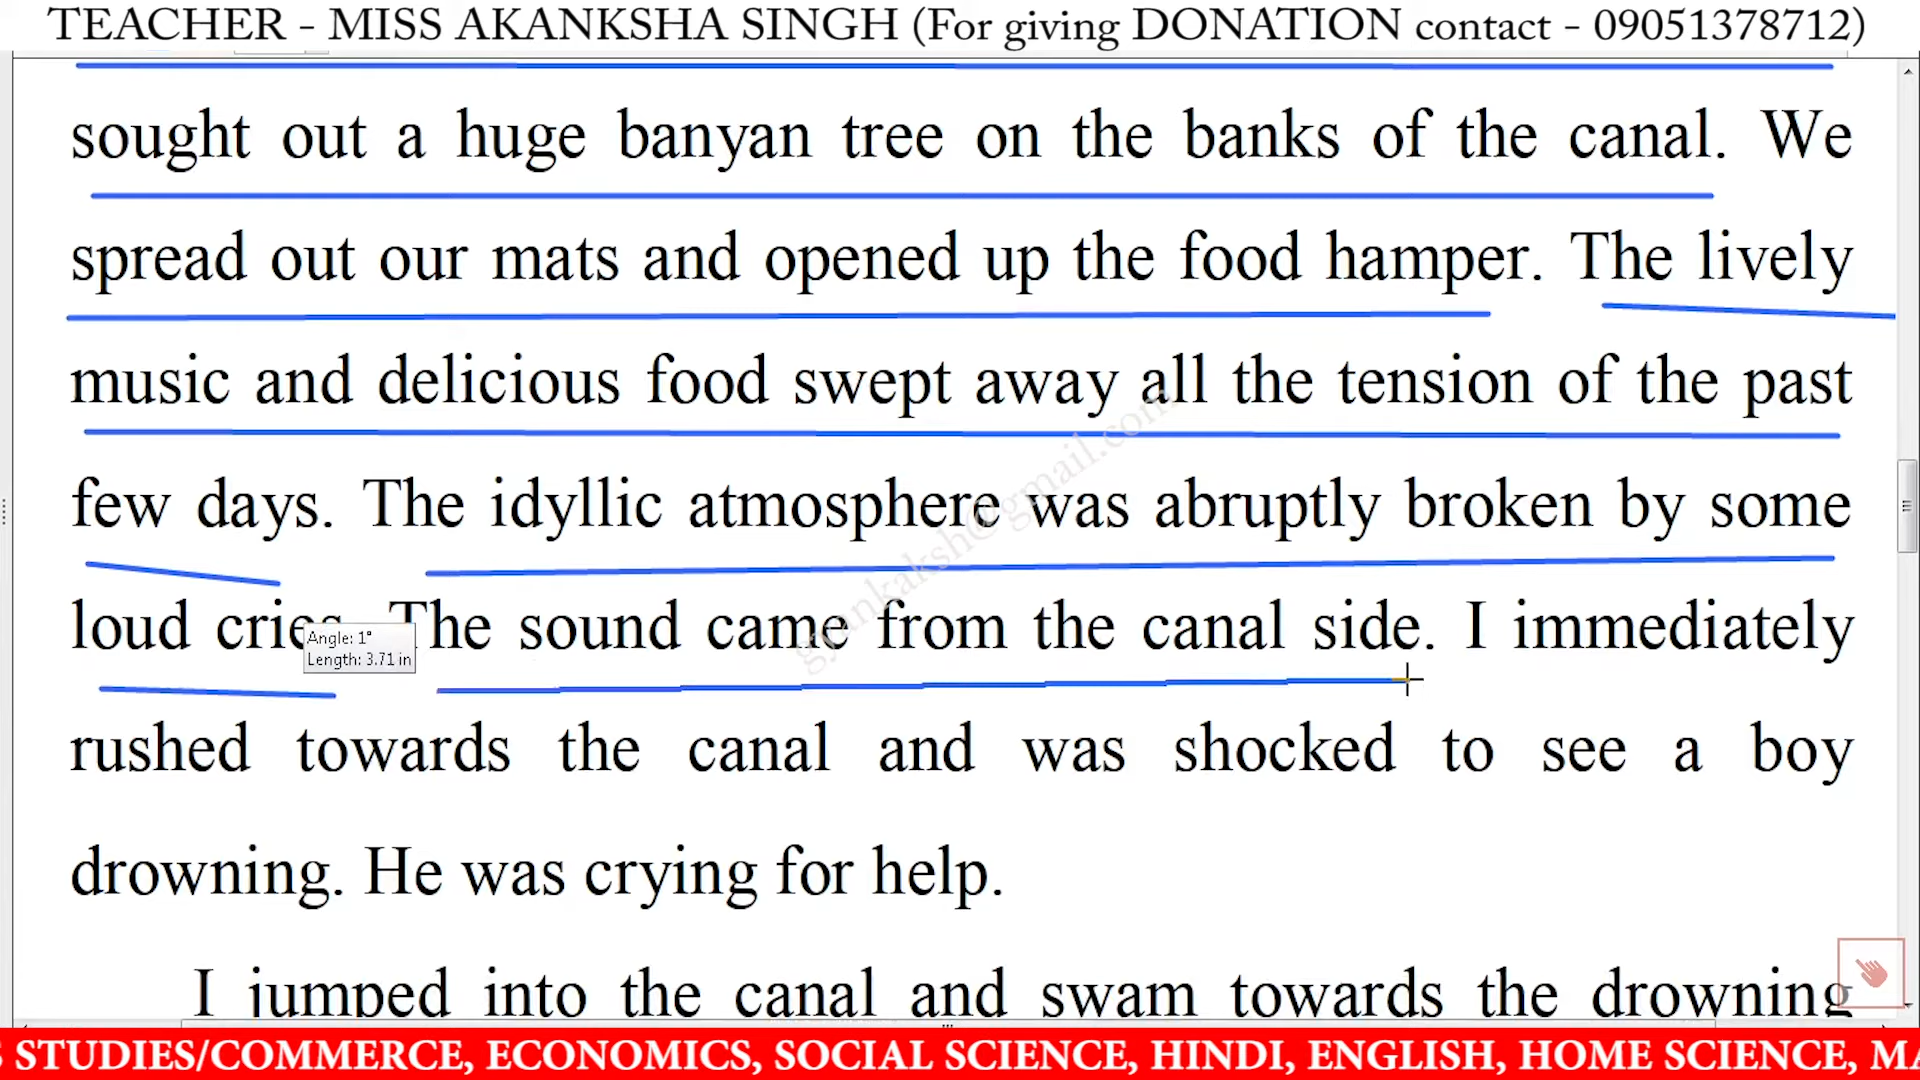 TEACHER - MISS AKANKSHA SINGH (For giving DONATION contact - 09051378712)
sought out a huge banyan tree on the banks of the canal. We
spread out our mats and opened up the food hamper. The lively
music and delicious food swept away all the tension of the past
few days. The idyllic atmosphere was abruptly broken by some
loud cries. The sound came from the canal side. I immediately
Angle: 1°
Length: 3.71 in
rushed towards the canal and was shocked to see a boy
drowning. He was crying for help.
I jumped into the canal and swam towards the drowning
gyankaksh@gmail.com
S STUDIES/COMMERCE, ECONOMICS, SOCIAL SCIENCE, HINDI, ENGLISH, HOME SCIENCE, MA